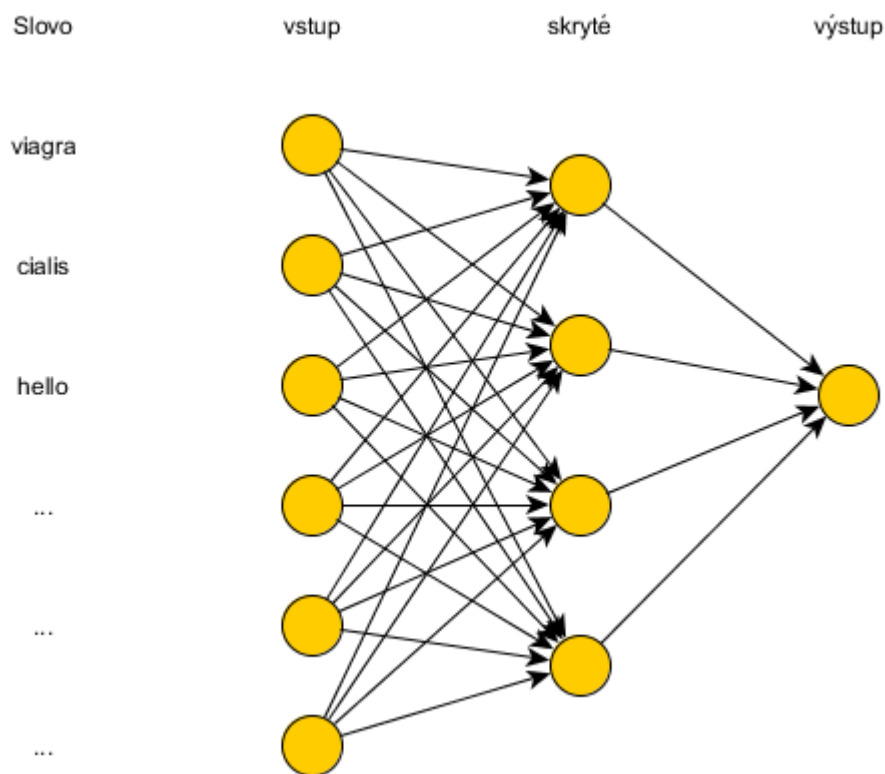 Slovo vstup skryté výstup
viagra
cialis
hello
...
...
...